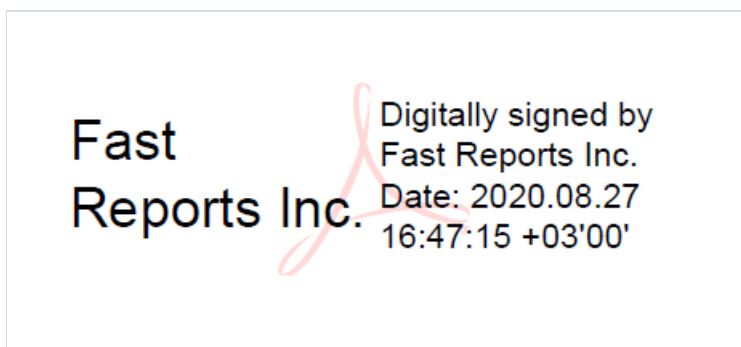 Fast
Reports Inc.
Digitally signed by
Fast Reports Inc.
Date: 2020.08.27
16:47:15 +03'00'